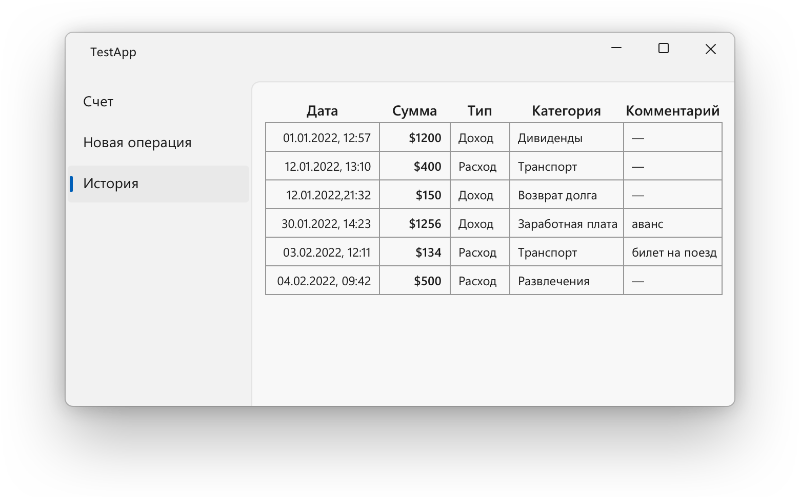 TestApp
Счет
Новая операция
История
Дата Сумма Тип Категория Комментарий
01.01.2022, 12:57 $1200 Доход Дивиденды —
12.01.2022, 13:10 $400 Расход Транспорт —
12.01.2022,21:32 $150 Доход Возврат долга —
30.01.2022, 14:23 $1256 Доход Заработная плата аванс
03.02.2022, 12:11 $134 Расход Транспорт билет на поезд
04.02.2022, 09:42 $500 Расход Развлечения —